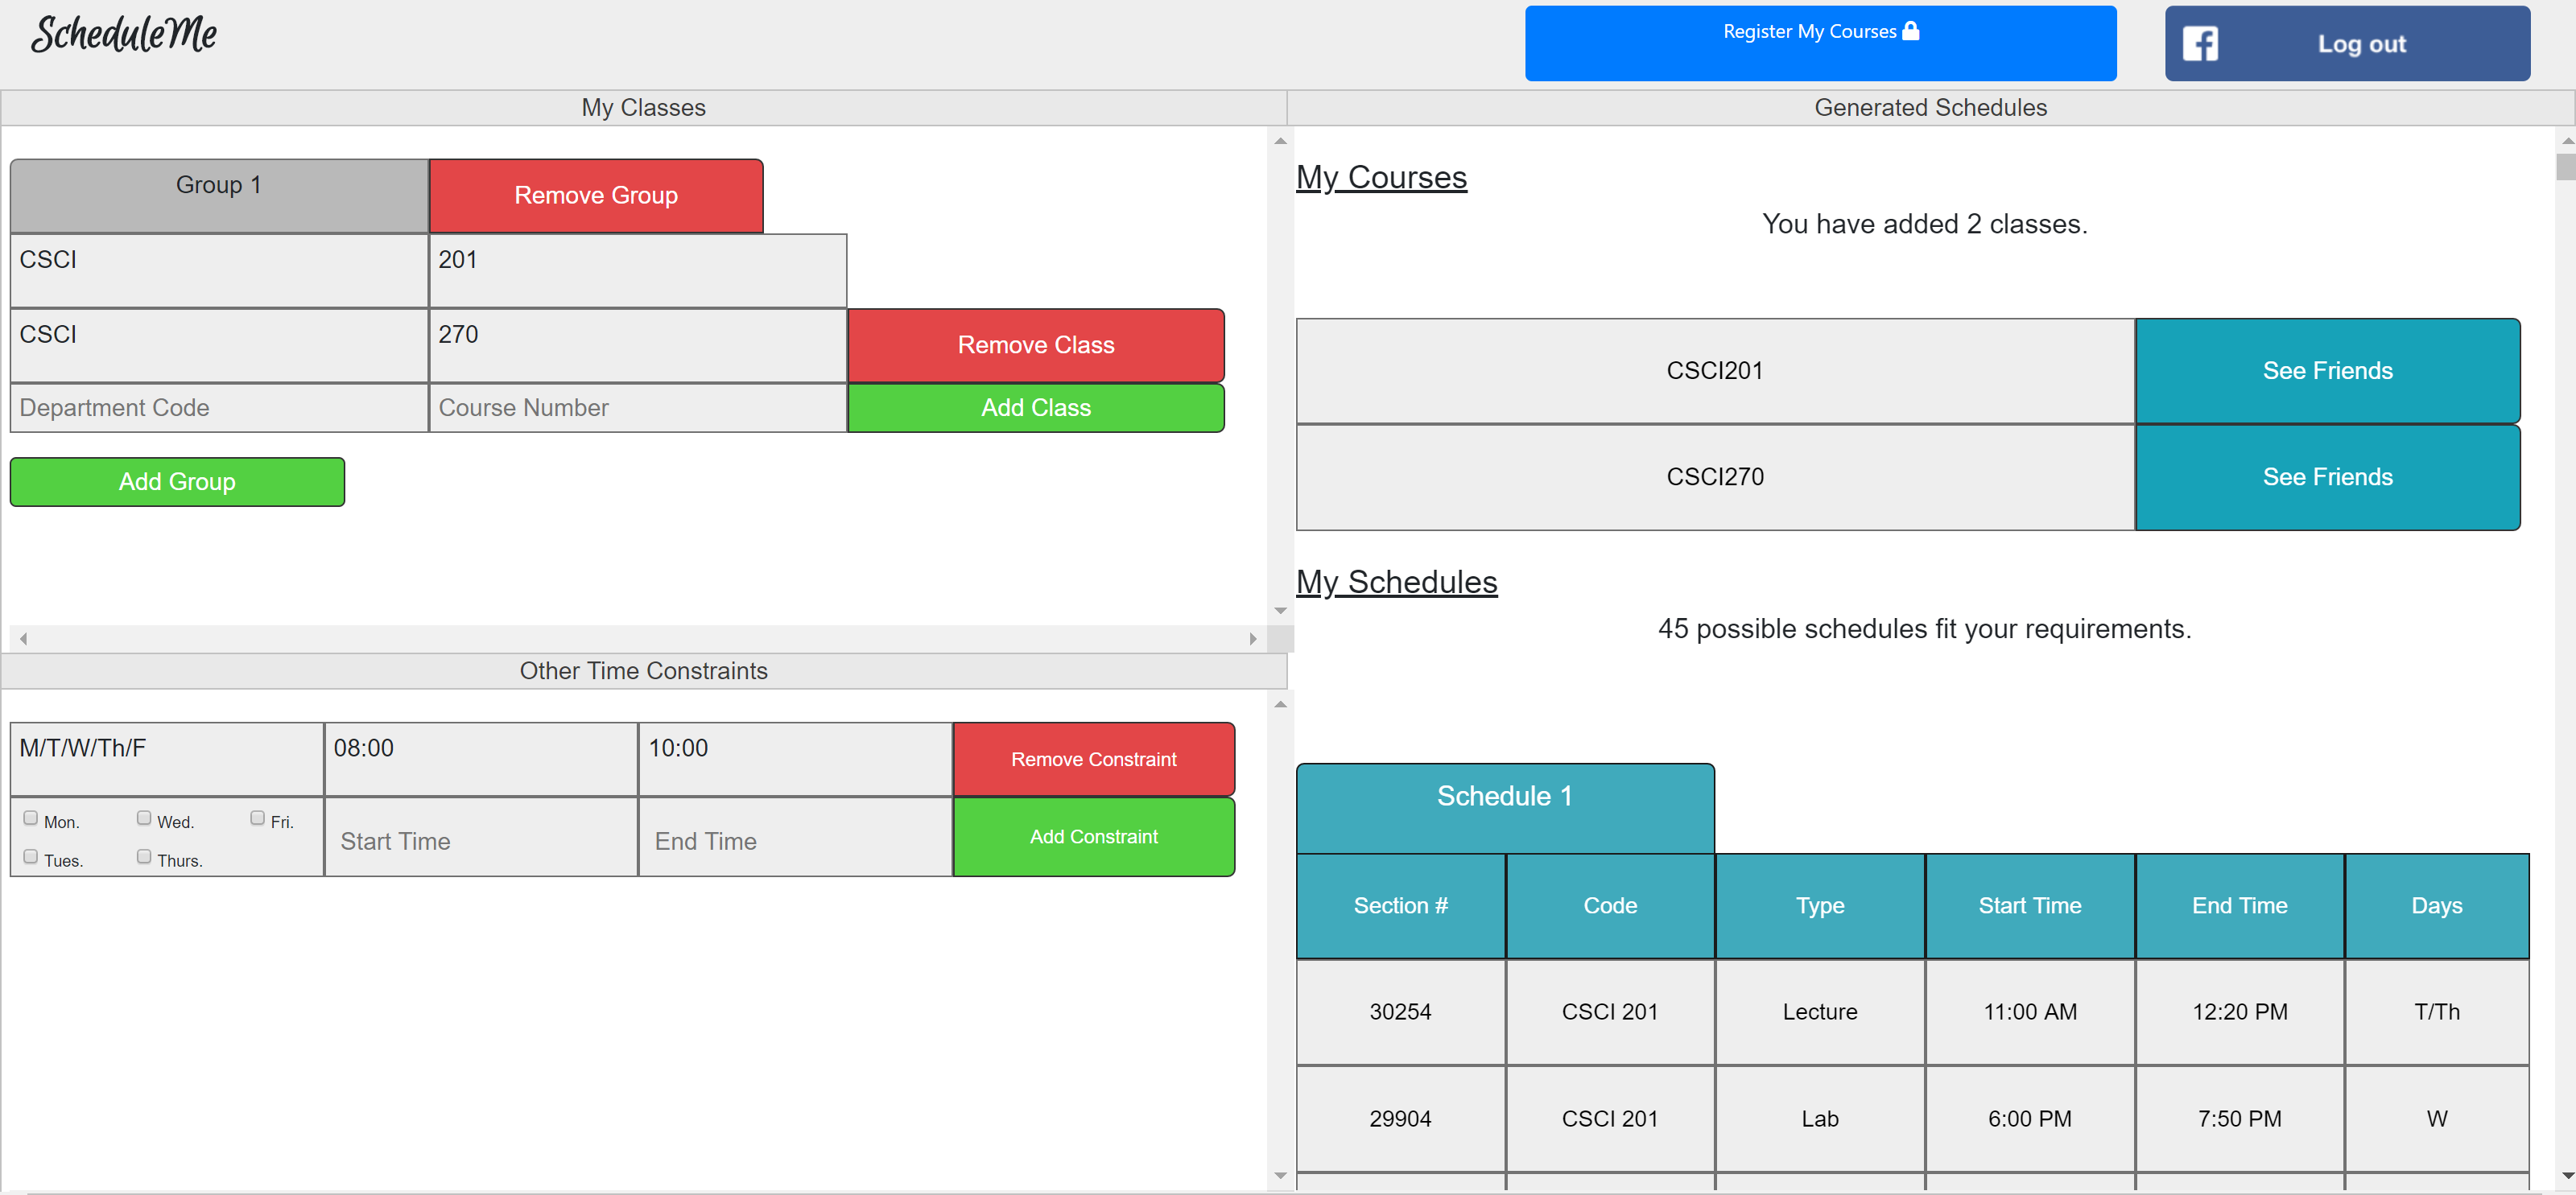 ScheduleMe
Register My Courses
Log out
My Classes
Group 1 Remove Group
CSCI 201
CSCI 270 Remove Class
Department Code Course Number Add Class
Add Group
Other Time Constraints
M/T/W/Th/F 08:00 10:00 Remove Constraint
Mon. Wed. Fri.
Tues. Thurs.
Start Time End Time Add Constraint
Generated Schedules
My Courses
You have added 2 classes.
CSCI201 See Friends
CSCI270 See Friends
My Schedules
45 possible schedules fit your requirements.
Schedule 1
Section # Code Type Start Time End Time Days
30254 CSCI 201 Lecture 11:00 AM 12:20 PM T/Th
29904 CSCI 201 Lab 6:00 PM 7:50 PM W